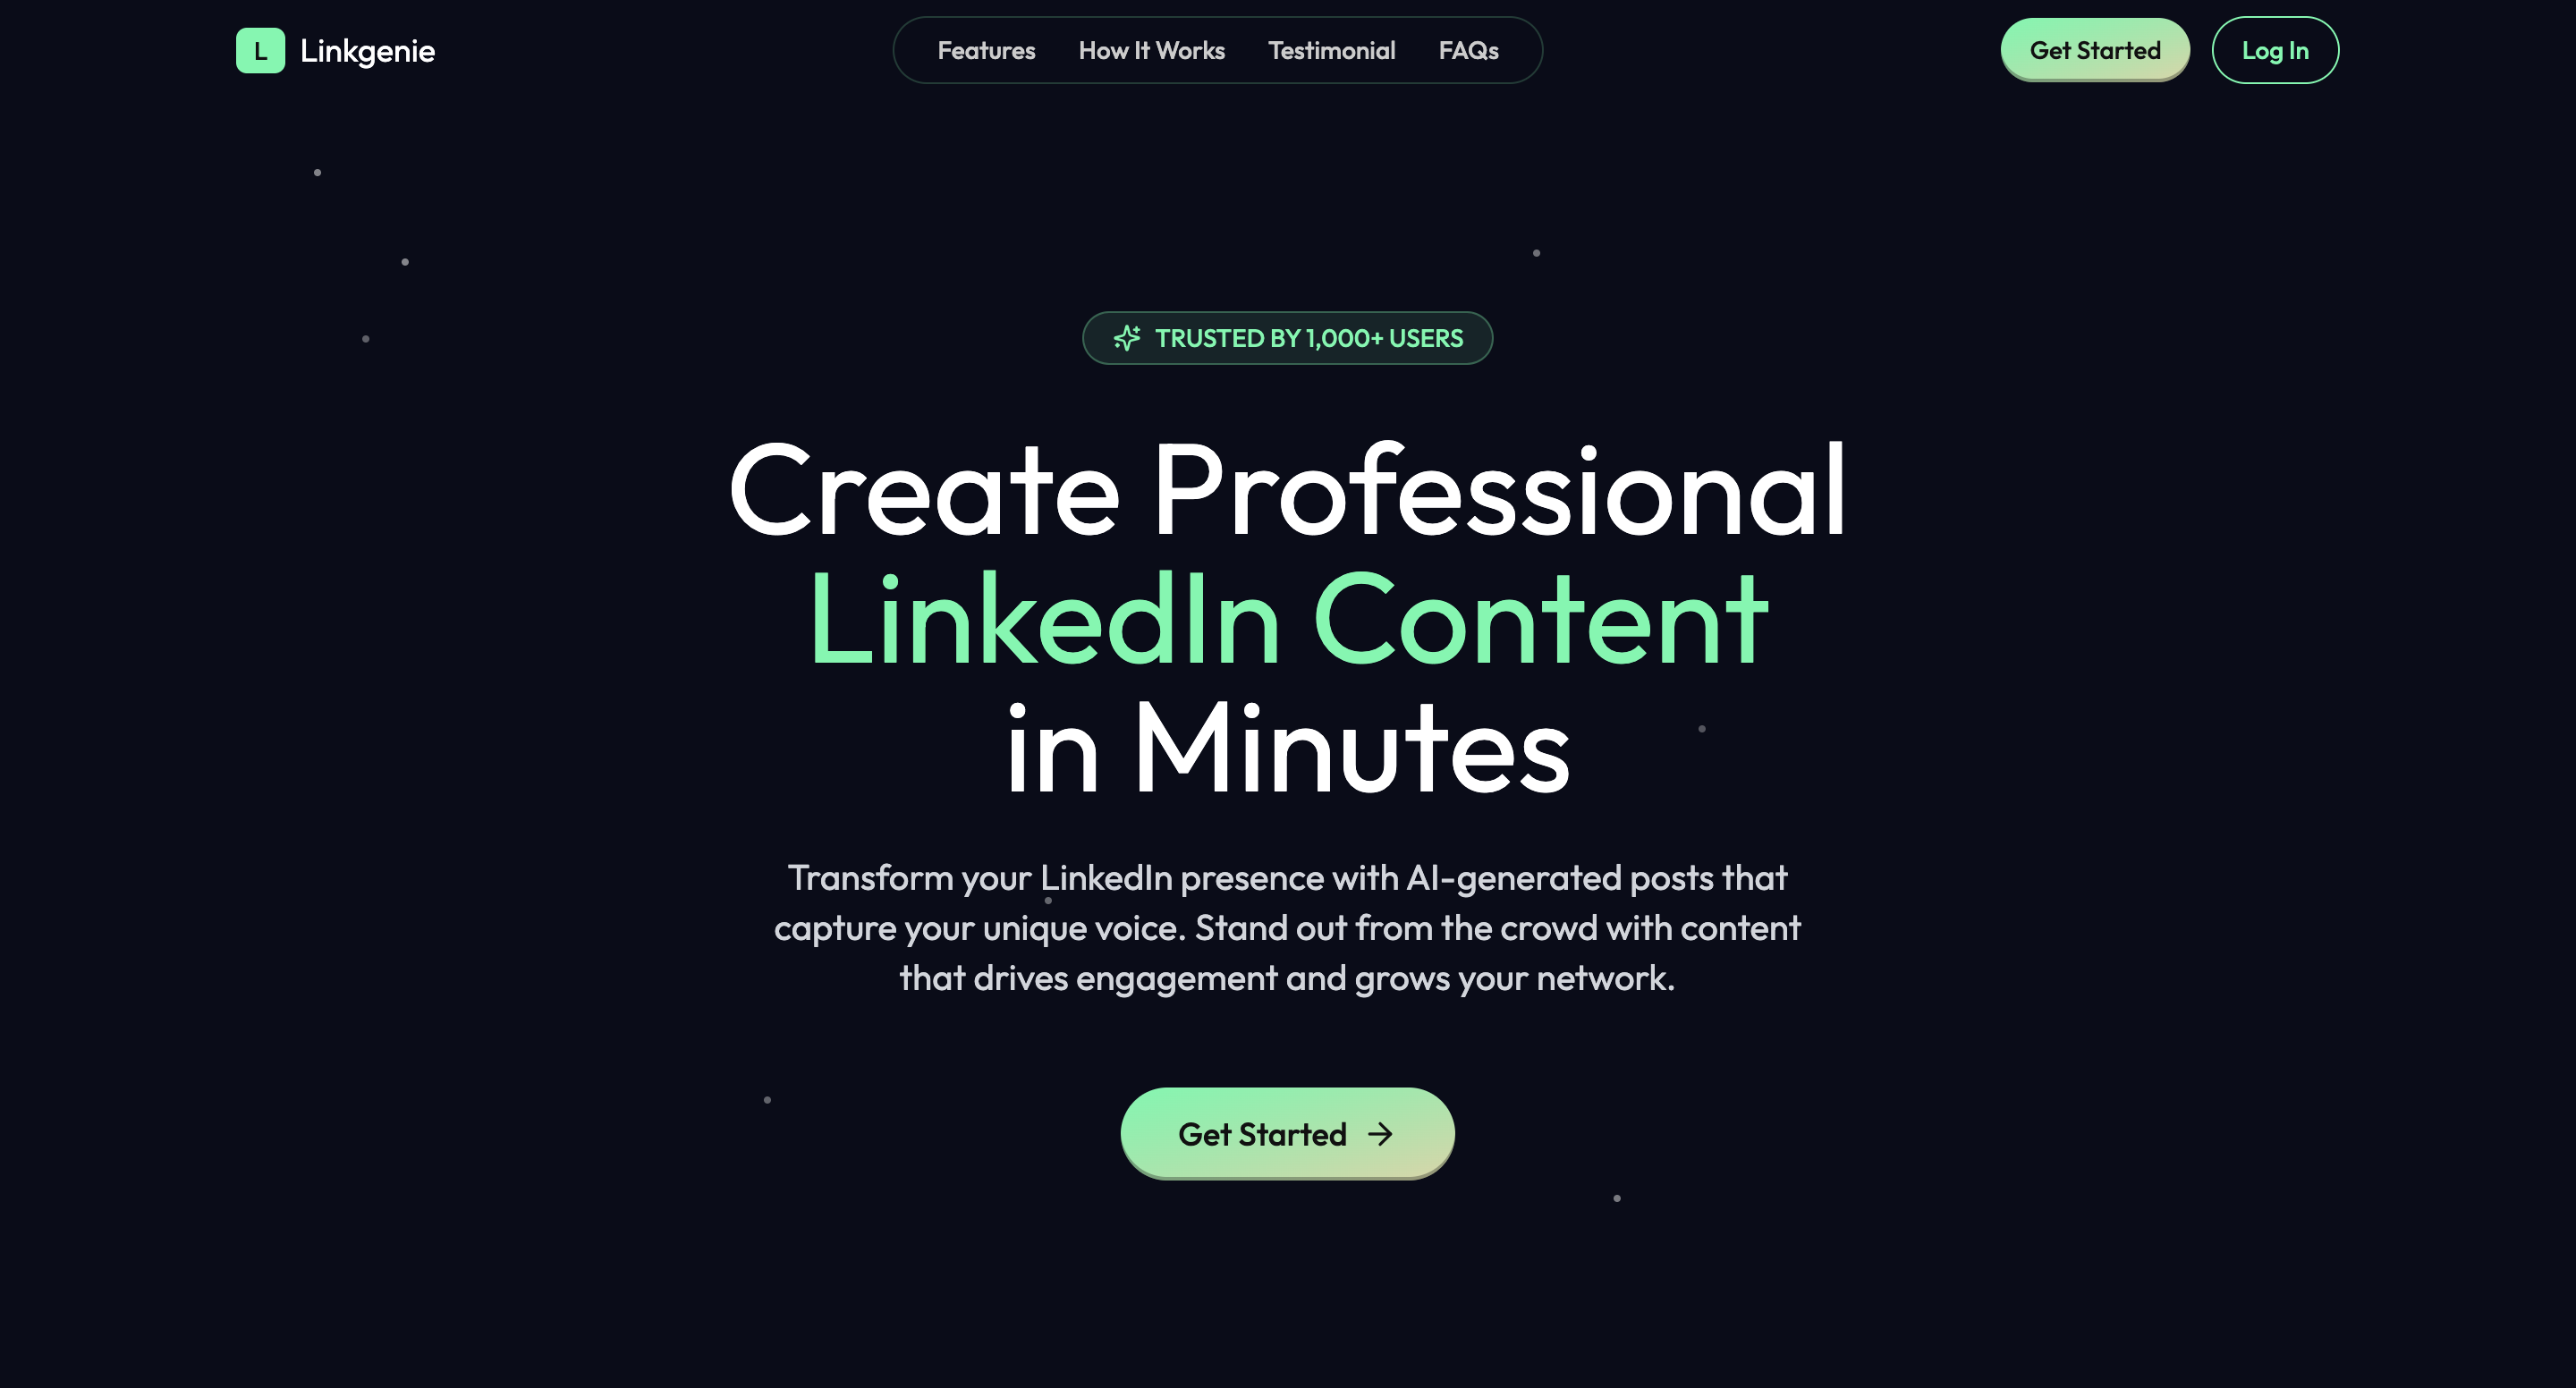 L Linkgenie
Features How It Works Testimonial FAQs
Get Started Log In
TRUSTED BY 1,000+ USERS
Create Professional
LinkedIn Content
in Minutes
Transform your LinkedIn presence with AI-generated posts that
capture your unique voice. Stand out from the crowd with content
that drives engagement and grows your network.
Get Started